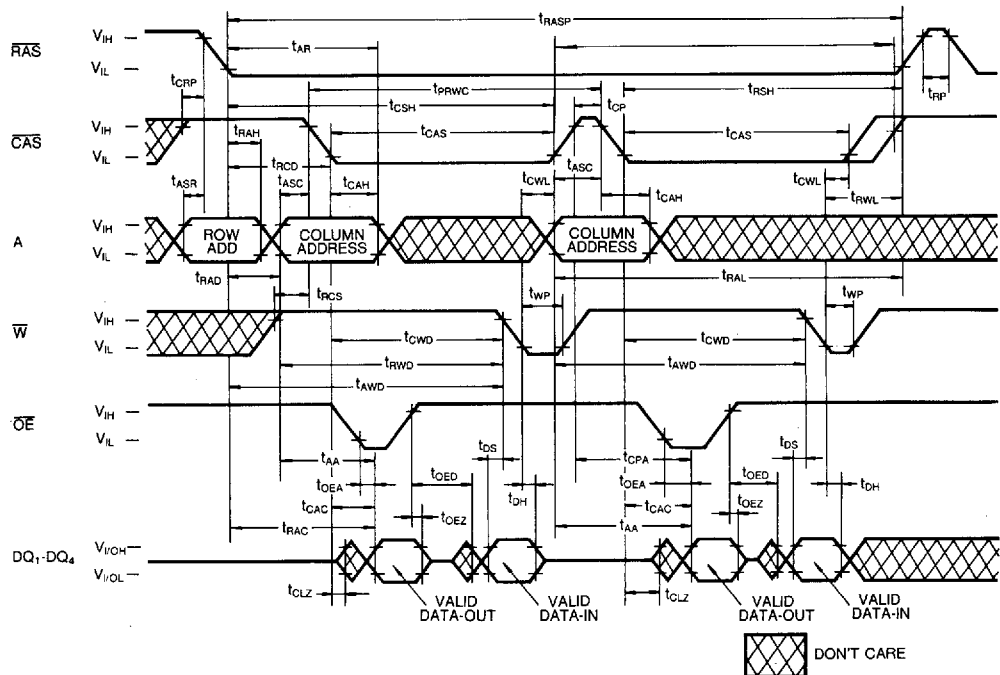 tRASP
RAS VIH
tAR
VIL
tCRP
tPRWC
tRSH
tRP
tCSH
tCP
CAS VIH
tRAH
tCAS
tCAS
VIL
tRCD
tASR
tASC
tCAH
tCWL
tASC
tCAH
tCWL
tRWL
A VIH
ROW ADD
COLUMN ADDRESS
COLUMN ADDRESS
VIL
tRAD
tRAL
tRCS
tWP
tWP
W VIH
VIL
tCWD
tCWD
tRWD
tAWD
tAWD
OE VIH
VIL
tDS
tDS
tAA
tCPA
tOED
tOED
tOEA
tDH
tOEA
tDH
tCAC
tOEZ
tCAC
tOEZ
tRAC
tAA
DQ1-DQ4 VI/OH
VI/OL
tCLZ
tCLZ
VALID DATA-OUT
VALID DATA-IN
VALID DATA-OUT
VALID DATA-IN
DON'T CARE